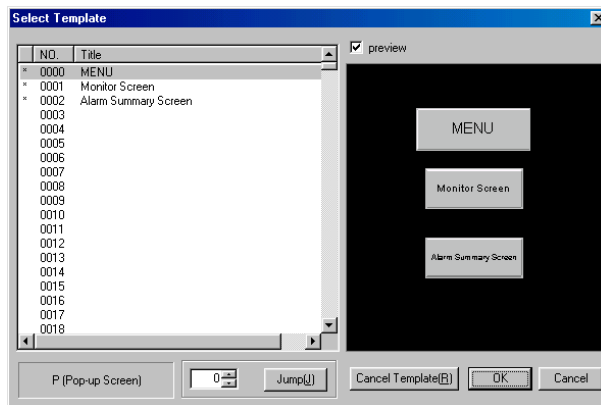 Select Template
NO. Title
* 0000 MENU
* 0001 Monitor Screen
* 0002 Alarm Summary Screen
0003
0004
0005
0006
0007
0008
0009
0010
0011
0012
0013
0014
0015
0016
0017
0018
P (Pop-up Screen)
0
Jump(J)
preview
MENU
Monitor Screen
Alarm Summary Screen
Cancel Template(R)
OK
Cancel